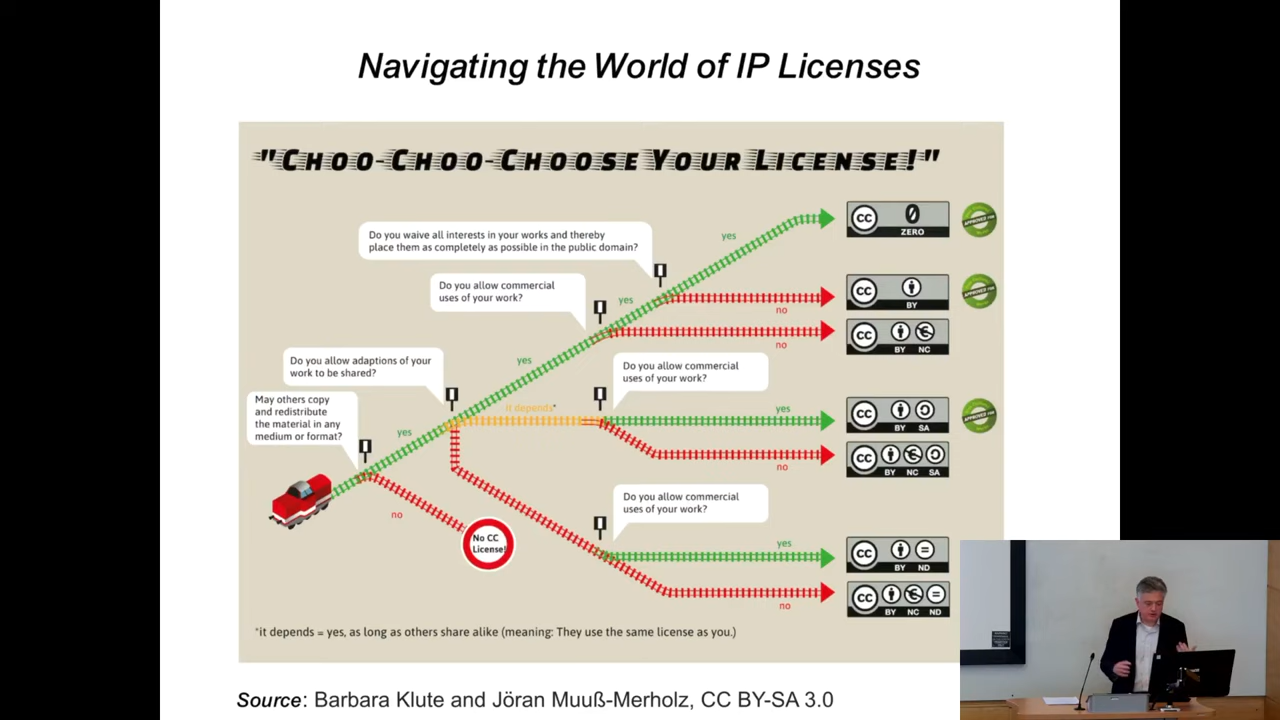 Navigating the World of IP Licenses
"Choo-Choo-Choose Your License!"
Do you waive all interests in your works and thereby
place them as completely as possible in the public domain?
yes
cc
0
ZERO
APPROVED FOR
Do you allow commercial
uses of your work?
yes
no
cc
BY
APPROVED FOR
no
cc
BY NC
Do you allow adaptions of your
work to be shared?
yes
Do you allow commercial
uses of your work?
it depends*
yes
cc
BY SA
APPROVED FOR
no
cc
BY NC SA
May others copy
and redistribute
the material in any
medium or format?
yes
no
No CC
License!
Do you allow commercial
uses of your work?
yes
cc
BY ND
no
cc
BY NC ND
*it depends = yes, as long as others share alike (meaning: They use the same license as you.)
Source: Barbara Klute and Jöran Muuß-Merholz, CC BY-SA 3.0